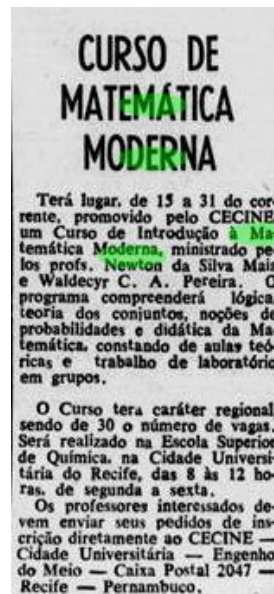 CURSO DE
MATEMÁTICA
MODERNA
Terá lugar, de 15 a 31 do cor-
rente, promovido pelo CECINE
um Curso de Introdução à Ma-
temática Moderna, ministrado pe-
los profs. Newton da Silva Maia
e Waldecyr C. A. Pereira. O
programa compreenderá lógica,
teoria dos conjuntos, noções de
probabilidades e didática da Ma-
temática, constando de aulas teó-
ricas e trabalho de laboratório
em grupos.
O Curso tera caráter regional
sendo de 30 o número de vagas.
Será realizado na Escola Superior
de Química, na Cidade Universi-
tária do Recife, das 8 às 12 ho-
ras, de segunda a sexta.
Os professores interessados de-
vem enviar seus pedidos de ins-
crição diretamente ao CECINE —
Cidade Universitária — Engenho
do Meio — Caixa Postal 2047 —
Recife — Pernambuco.